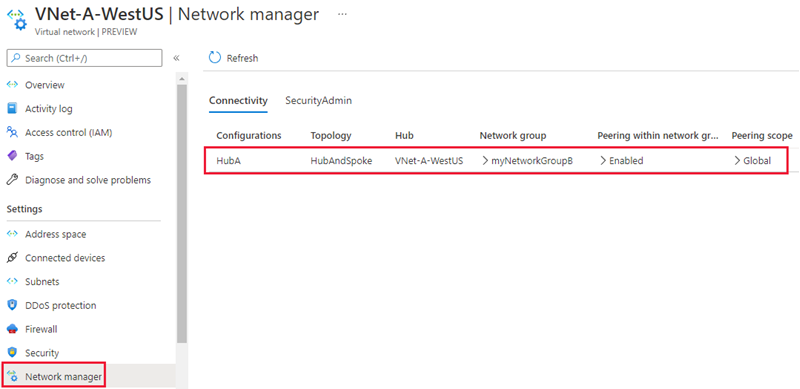 VNet-A-WestUS | Network manager ...
Virtual network | PREVIEW
Search (Ctrl+/)
«
Overview
Activity log
Access control (IAM)
Tags
Diagnose and solve problems
Settings
Address space
Connected devices
Subnets
DDoS protection
Firewall
Security
Network manager
Refresh
Connectivity SecurityAdmin
Configurations Topology Hub Network group Peering within network gr... Peering scope
HubA HubAndSpoke VNet-A-WestUS myNetworkGroupB Enabled Global